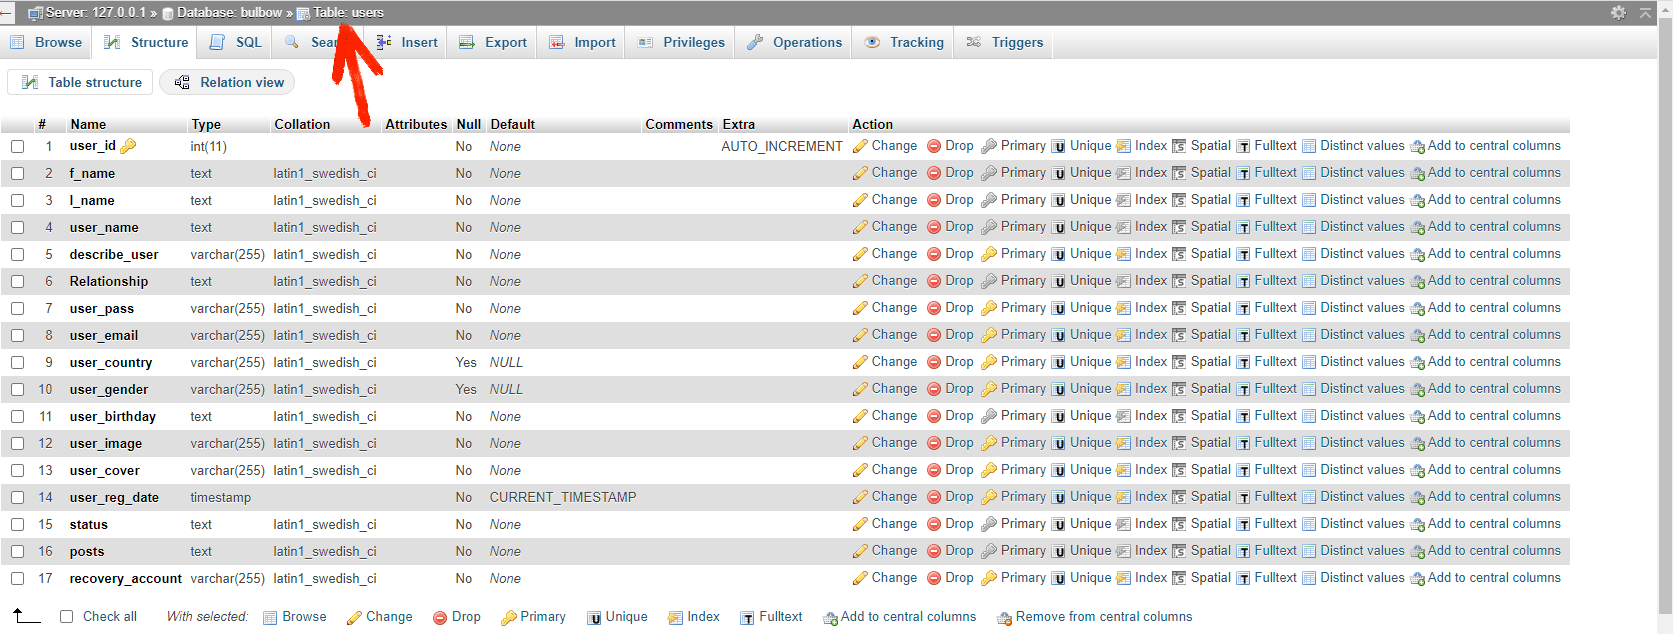 Server: 127.0.0.1 » Database: bulbow » Table: users
Browse Structure SQL Sear Insert Export Import Privileges Operations Tracking Triggers
Table structure Relation view
# Name Type Collation Attributes Null Default Comments Extra Action
1 user_id int(11) No None AUTO_INCREMENT Change Drop Primary Unique Index Spatial Fulltext Distinct values Add to central columns
2 f_name text latin1_swedish_ci No None Change Drop Primary Unique Index Spatial Fulltext Distinct values Add to central columns
3 l_name text latin1_swedish_ci No None Change Drop Primary Unique Index Spatial Fulltext Distinct values Add to central columns
4 user_name text latin1_swedish_ci No None Change Drop Primary Unique Index Spatial Fulltext Distinct values Add to central columns
5 describe_user varchar(255) latin1_swedish_ci No None Change Drop Primary Unique Index Spatial Fulltext Distinct values Add to central columns
6 Relationship text latin1_swedish_ci No None Change Drop Primary Unique Index Spatial Fulltext Distinct values Add to central columns
7 user_pass varchar(255) latin1_swedish_ci No None Change Drop Primary Unique Index Spatial Fulltext Distinct values Add to central columns
8 user_email varchar(255) latin1_swedish_ci No None Change Drop Primary Unique Index Spatial Fulltext Distinct values Add to central columns
9 user_country varchar(255) latin1_swedish_ci Yes NULL Change Drop Primary Unique Index Spatial Fulltext Distinct values Add to central columns
10 user_gender varchar(255) latin1_swedish_ci Yes NULL Change Drop Primary Unique Index Spatial Fulltext Distinct values Add to central columns
11 user_birthday text latin1_swedish_ci No None Change Drop Primary Unique Index Spatial Fulltext Distinct values Add to central columns
12 user_image varchar(255) latin1_swedish_ci No None Change Drop Primary Unique Index Spatial Fulltext Distinct values Add to central columns
13 user_cover varchar(255) latin1_swedish_ci No None Change Drop Primary Unique Index Spatial Fulltext Distinct values Add to central columns
14 user_reg_date timestamp No CURRENT_TIMESTAMP Change Drop Primary Unique Index Spatial Fulltext Distinct values Add to central columns
15 status text latin1_swedish_ci No None Change Drop Primary Unique Index Spatial Fulltext Distinct values Add to central columns
16 posts text latin1_swedish_ci No None Change Drop Primary Unique Index Spatial Fulltext Distinct values Add to central columns
17 recovery_account varchar(255) latin1_swedish_ci No None Change Drop Primary Unique Index Spatial Fulltext Distinct values Add to central columns
Check all With selected: Browse Change Drop Primary Unique Index Fulltext Add to central columns Remove from central columns